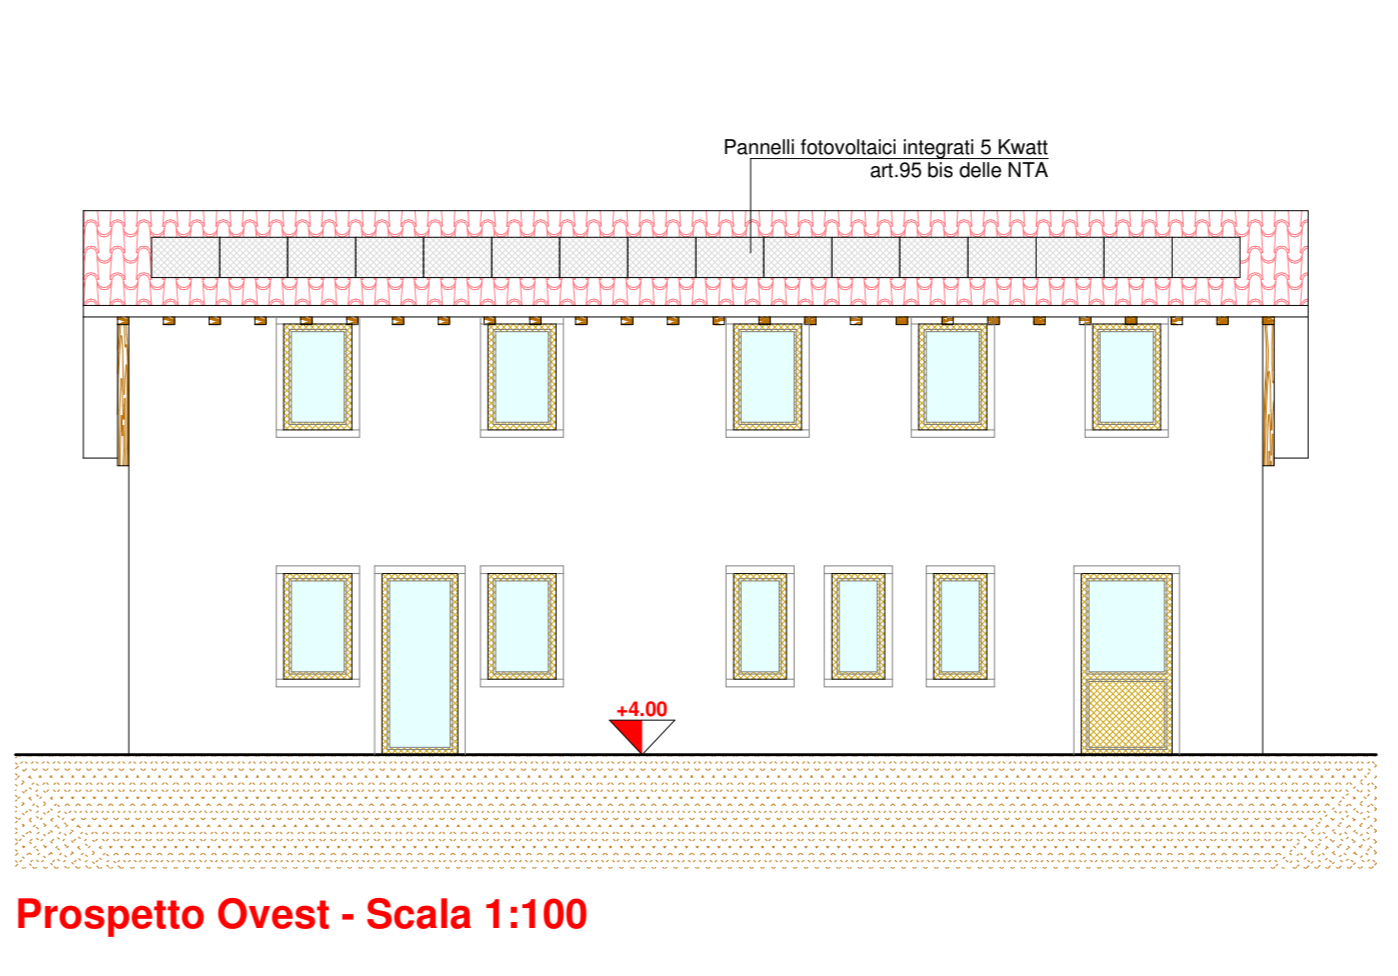 Pannelli fotovoltaici integrati 5 Kwatt
art.95 bis delle NTA
+4.00
Prospetto Ovest - Scala 1:100